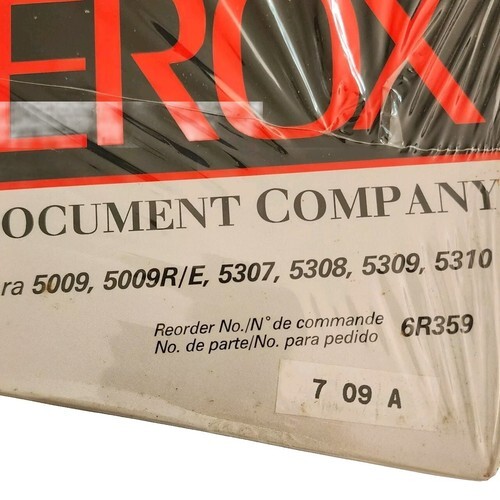 EROX
OCUMENT COMPANY
ra 5009, 5009R/E, 5307, 5308, 5309, 5310
Reorder No./N° de commande 6R359
No. de parte/No. para pedido
7 09 A